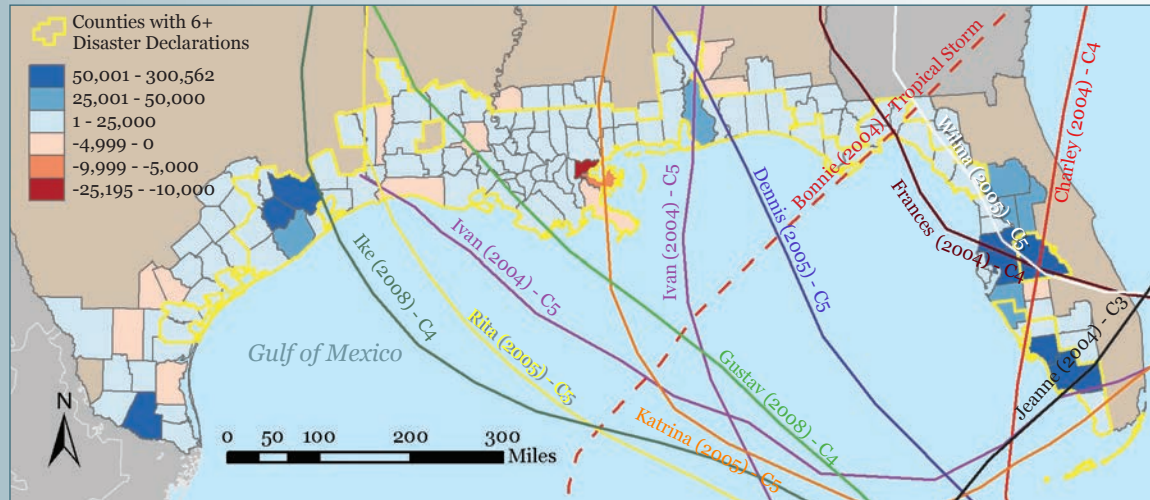 Counties with 6+
Disaster Declarations
50,001 - 300,562
25,001 - 50,000
1 - 25,000
-4,999 - 0
-9,999 - -5,000
-25,195 - -10,000
Bonnie (2004) - Tropical Storm
Charley (2004) - C4
Wilma (2005) - C5
Frances (2004) - C4
Dennis (2005) - C5
Ivan (2004) - C5
Ivan (2004) - C5
Ike (2008) - C4
Rita (2005) - C5
Gulf of Mexico
Gustav (2008) - C4
Katrina (2005) - C5
Jeanne (2004) - C3
N
0 50 100 200 300
Miles